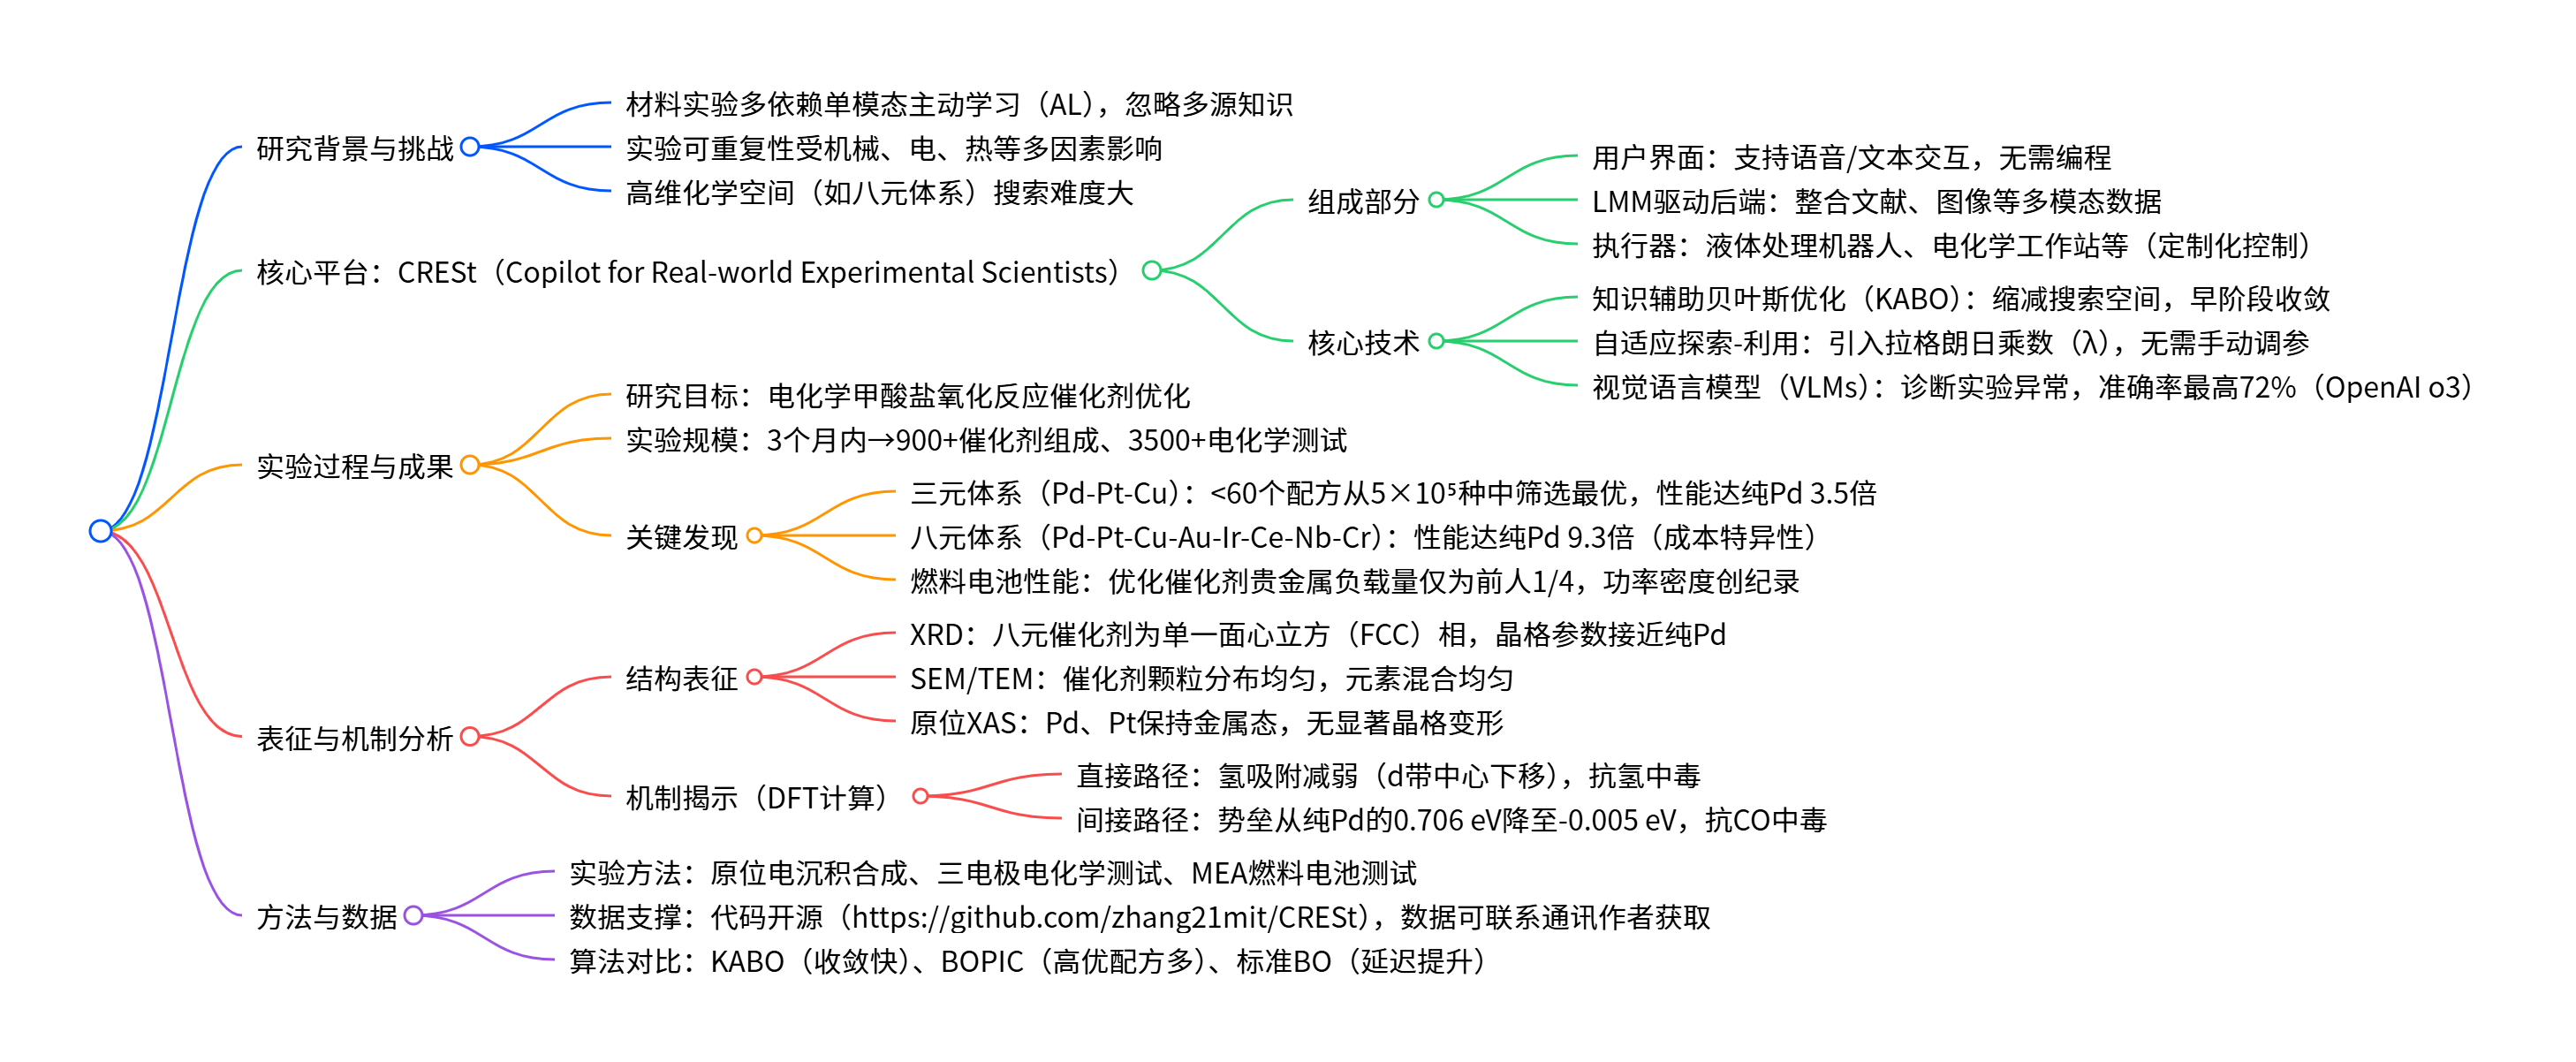 研究背景与挑战
材料实验多依赖单模态主动学习（AL），忽略多源知识
实验可重复性受机械、电、热等多因素影响
高维化学空间（如八元体系）搜索难度大
核心平台：CRESt（Copilot for Real-world Experimental Scientists）
组成部分
用户界面：支持语音/文本交互，无需编程
LMM驱动后端：整合文献、图像等多模态数据
执行器：液体处理机器人、电化学工作站等（定制化控制）
核心技术
知识辅助贝叶斯优化（KABO）：缩减搜索空间，早阶段收敛
自适应探索-利用：引入拉格朗日乘数（λ），无需手动调参
视觉语言模型（VLMs）：诊断实验异常，准确率最高72%（OpenAI o3）
实验过程与成果
研究目标：电化学甲酸盐氧化反应催化剂优化
实验规模：3个月内→900+催化剂组成、3500+电化学测试
关键发现
三元体系（Pd-Pt-Cu）：<60个配方从5×10⁵种中筛选最优，性能达纯Pd 3.5倍
八元体系（Pd-Pt-Cu-Au-Ir-Ce-Nb-Cr）：性能达纯Pd 9.3倍（成本特异性）
燃料电池性能：优化催化剂贵金属负载量仅为前人1/4，功率密度创纪录
表征与机制分析
结构表征
XRD：八元催化剂为单一面心立方（FCC）相，晶格参数接近纯Pd
SEM/TEM：催化剂颗粒分布均匀，元素混合均匀
原位XAS：Pd、Pt保持金属态，无显著晶格变形
机制揭示（DFT计算）
直接路径：氢吸附减弱（d带中心下移），抗氢中毒
间接路径：势垒从纯Pd的0.706 eV降至-0.005 eV，抗CO中毒
方法与数据
实验方法：原位电沉积合成、三电极电化学测试、MEA燃料电池测试
数据支撑：代码开源（https://github.com/zhang21mit/CRESt），数据可联系通讯作者获取
算法对比：KABO（收敛快）、BOPIC（高优配方多）、标准BO（延迟提升）